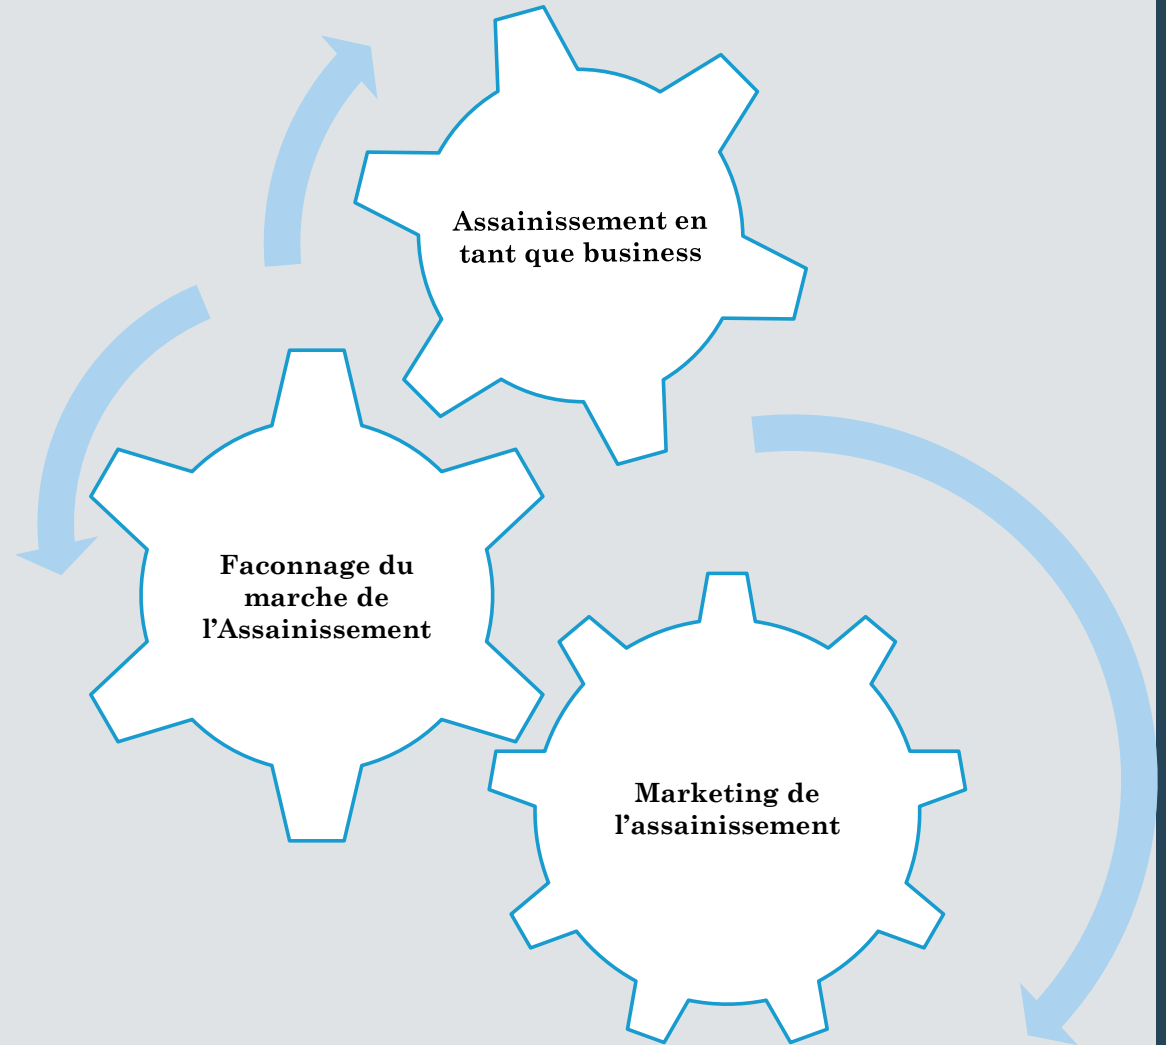 Assainissement en
tant que business
Faconnage du
marche de
l’Assainissement
Marketing de
l’assainissement